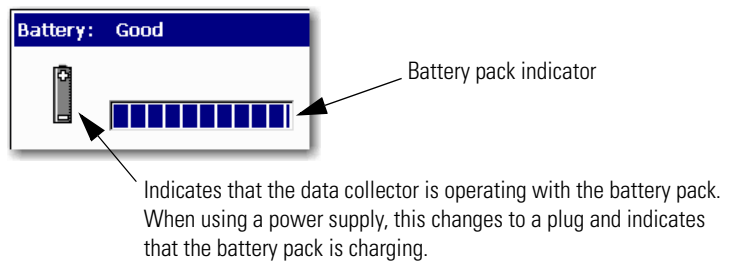 Battery: Good
Battery pack indicator
Indicates that the data collector is operating with the battery pack.
When using a power supply, this changes to a plug and indicates
that the battery pack is charging.